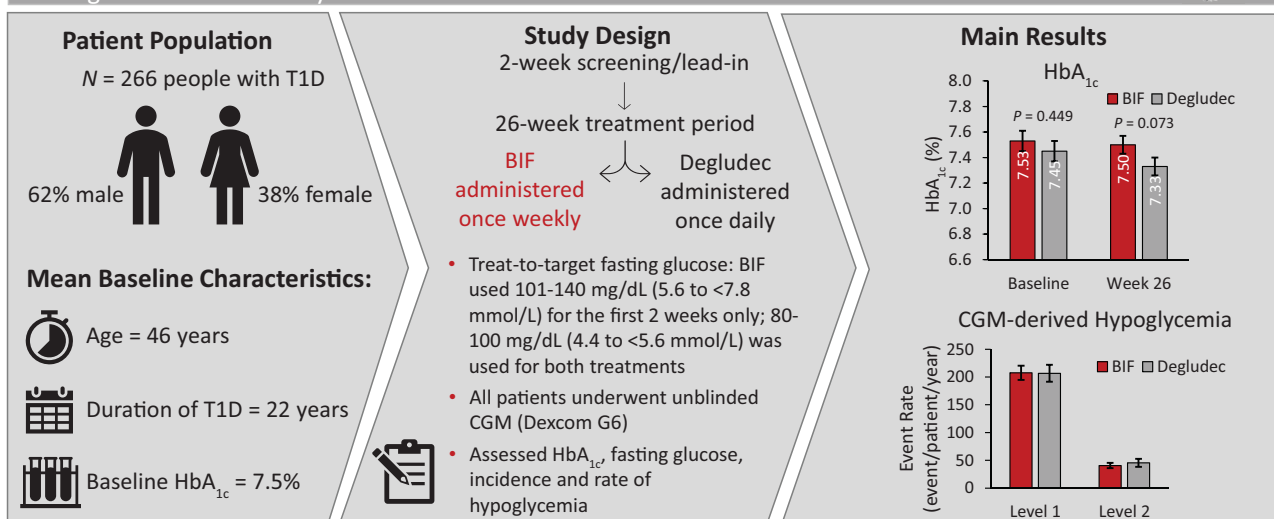 Patient Population
N = 266 people with T1D
62% male
38% female
Mean Baseline Characteristics:
Age = 46 years
Duration of T1D = 22 years
Baseline HbA1c = 7.5%
Study Design
2-week screening/lead-in
26-week treatment period
BIF
administered
once weekly
Degludec
administered
once daily
• Treat-to-target fasting glucose: BIF
used 101-140 mg/dL (5.6 to <7.8
mmol/L) for the first 2 weeks only; 80-
100 mg/dL (4.4 to <5.6 mmol/L) was
used for both treatments
• All patients underwent unblinded
CGM (Dexcom G6)
• Assessed HbA1c, fasting glucose,
incidence and rate of
hypoglycemia
Main Results
HbA1c
BIF Degludec
P = 0.449
P = 0.073
HbA1c (%)
8.0
7.8
7.6
7.4
7.2
7.0
6.8
6.6
7.53
7.45
7.50
7.33
Baseline
Week 26
CGM-derived Hypoglycemia
BIF Degludec
Event Rate
(event/patient/year)
250
200
150
100
50
0
Level 1
Level 2